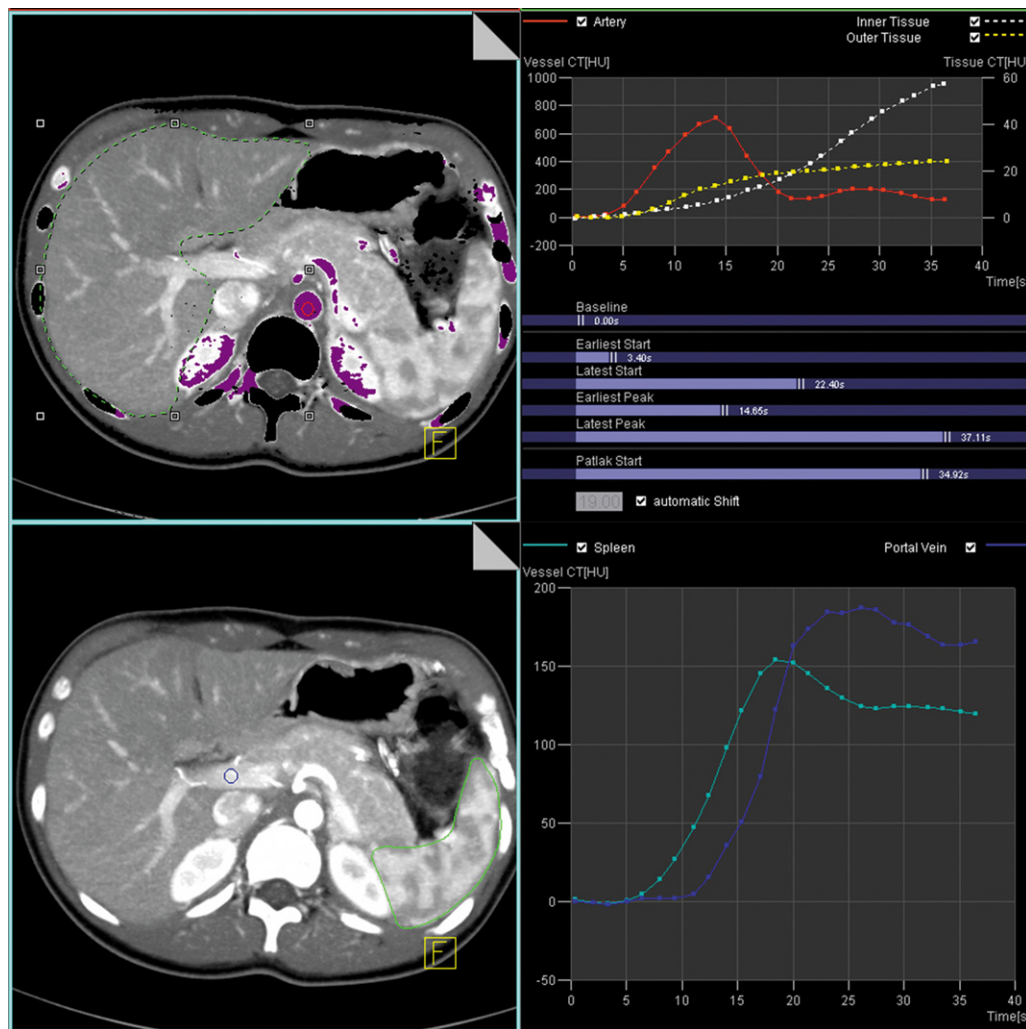 Artery
Inner Tissue
Outer Tissue
Vessel CT[HU]
Tissue CT[HU]
1000
800
600
400
200
0
-200
60
40
20
0
0 5 10 15 20 25 30 35 40
Time[s]
Baseline
0.00s
Earliest Start
3.40s
Latest Start
22.40s
Earliest Peak
14.65s
Latest Peak
37.11s
Patlak Start
34.92s
19.00 automatic Shift
F
Spleen
Portal Vein
Vessel CT[HU]
200
150
100
50
0
-50
0 5 10 15 20 25 30 35 40
Time[s
F